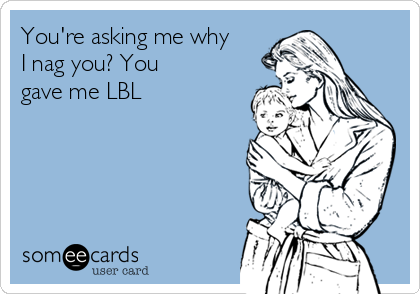 You're asking me why
I nag you? You
gave me LBL
someecards
user card